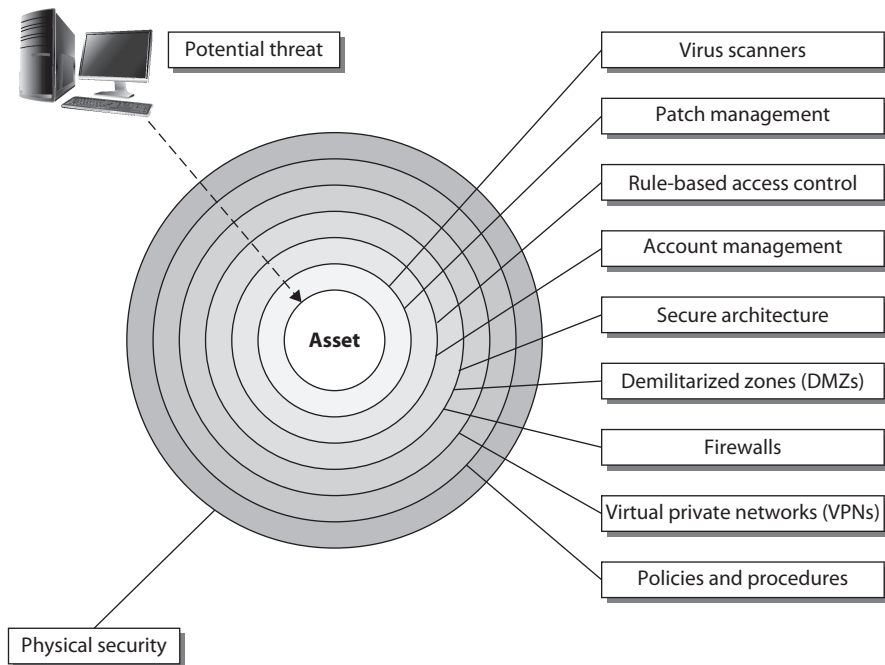 Potential threat
Virus scanners
Patch management
Rule-based access control
Account management
Secure architecture
Asset
Demilitarized zones (DMZs)
Firewalls
Virtual private networks (VPNs)
Policies and procedures
Physical security